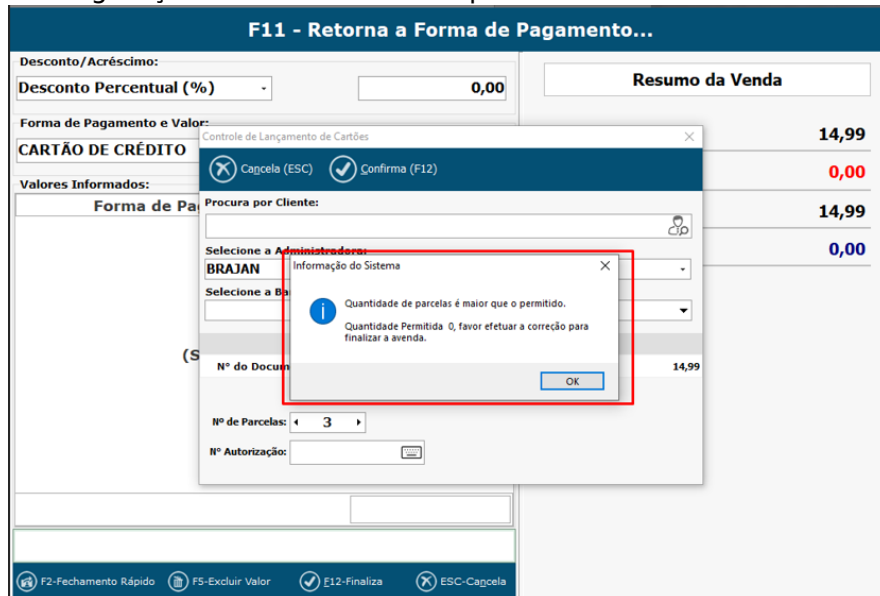 F11 - Retorna a Forma de Pagamento...
Desconto/Acréscimo:
Desconto Percentual (%)
0,00
Resumo da Venda
Forma de Pagamento e Valor:
CARTÃO DE CRÉDITO
14,99
0,00
14,99
0,00
Valores Informados:
Forma de Pa
(S
Controle de Lançamento de Cartões
Cancela (ESC)
Confirma (F12)
Procura por Cliente:
Selecione a Administradora:
BRAJAN
Selecione a Ba
Informação do Sistema
Quantidade de parcelas é maior que o permitido.
Quantidade Permitida 0, favor efetuar a correção para
finalizar a avenda.
OK
N° do Docum
14,99
Nº de Parcelas:
3
N° Autorização:
F2-Fechamento Rápido
F5-Excluir Valor
F12-Finaliza
ESC-Cancela